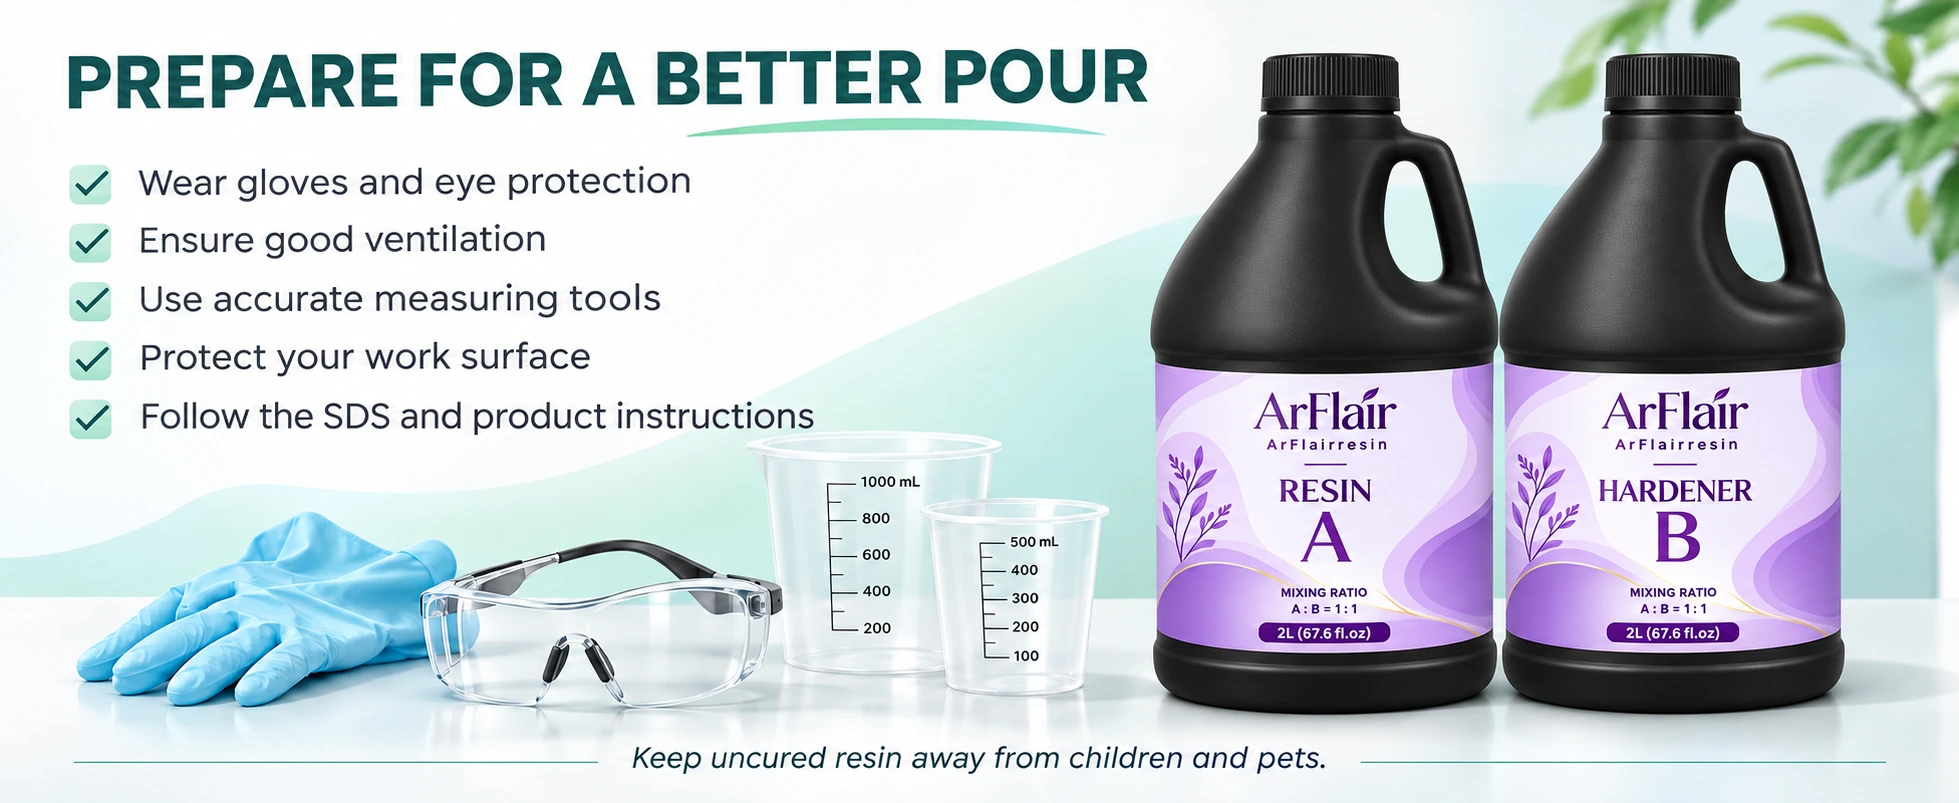 PREPARE FOR A BETTER POUR
Wear gloves and eye protection
Ensure good ventilation
Use accurate measuring tools
Protect your work surface
Follow the SDS and product instructions
1000 mL
800
600
400
200
500 mL
400
300
200
100
ArFlair
ArFlairresin
RESIN
A
MIXING RATIO
A:B=1:1
2L (67.6 fl.oz)
ArFlair
ArFlairresin
HARDENER
B
MIXING RATIO
A:B=1:1
2L (67.6 fl.oz)
Keep uncured resin away from children and pets.